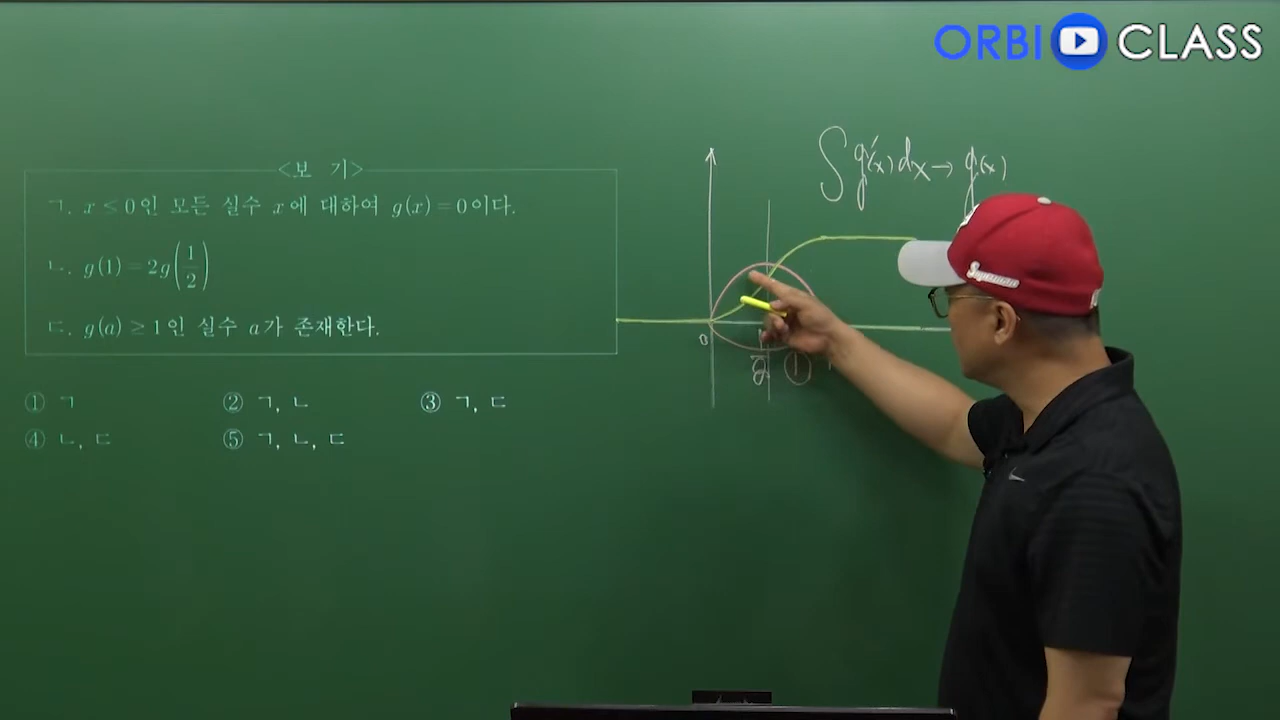 ORBI CLASS
<보 기>
ㄱ. x ≤ 0인 모든 실수 x에 대하여 g(x) = 0이다.
ㄴ. g(1) = 2g(1/2)
ㄷ. g(a) ≥ 1인 실수 a가 존재한다.
① ㄱ ② ㄱ, ㄴ ③ ㄱ, ㄷ
④ ㄴ, ㄷ ⑤ ㄱ, ㄴ, ㄷ
∫g'(x)dx → g(x)
0
1
2